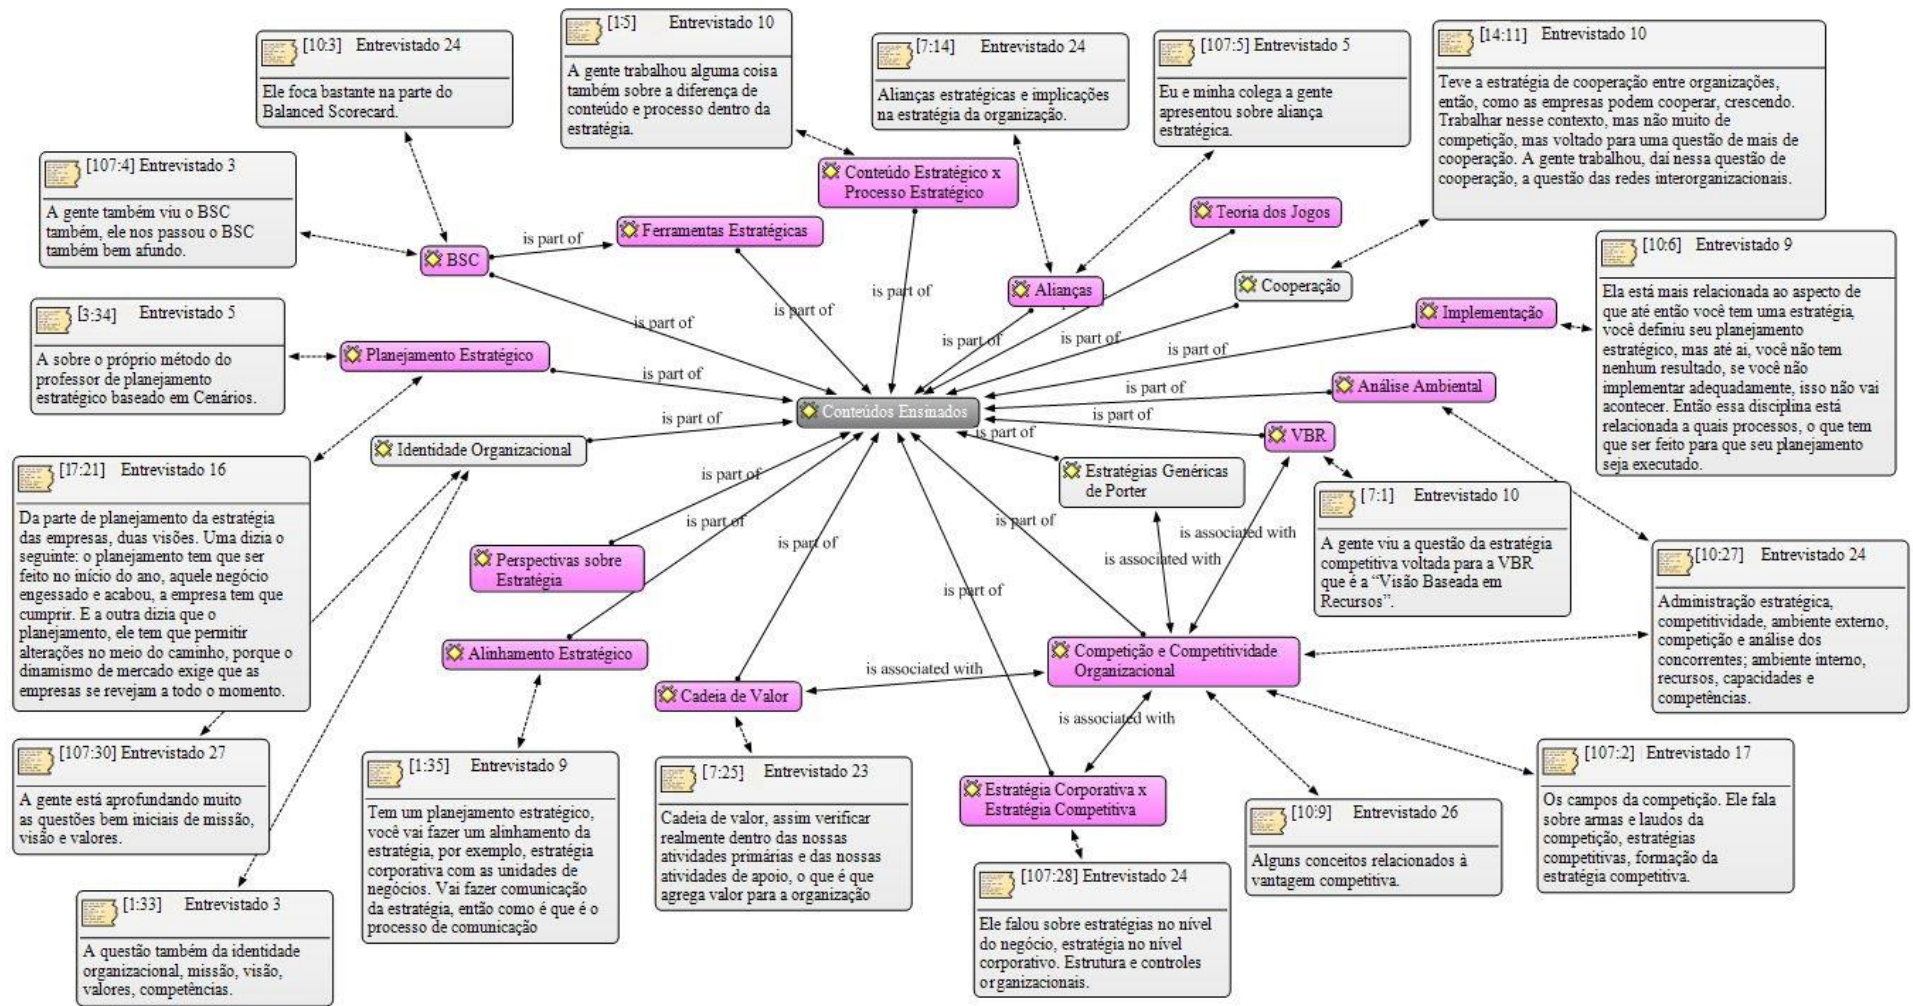 [10:3] Entrevistado 24
Ele foca bastante na parte do
Balanced Scorecard.
[1:5] Entrevistado 10
A gente trabalhou alguma coisa
também sobre a diferença de
conteúdo e processo dentro da
estratégia.
[7:14] Entrevistado 24
Alianças estratégicas e implicações
na estratégia da organização.
[107:5] Entrevistado 5
Eu e minha colega a gente
apresentou sobre aliança
estratégica.
[14:11] Entrevistado 10
Teve a estratégia de cooperação entre organizações,
então, como as empresas podem cooperar, crescendo.
Trabalhar nesse contexto, mas não muito de
competição, mas voltado para uma questão de mais de
cooperação. A gente trabalhou, daí nessa questão de
cooperação, a questão das redes interorganizacionais.
[107:4] Entrevistado 3
A gente também viu o BSC
também, ele nos passou o BSC
também bem afundo.
BSC
is part of
Ferramentas Estratégicas
Conteúdo Estratégico x
Processo Estratégico
Teoria dos Jogos
Alianças
Cooperação
Implementação
[10:6] Entrevistado 9
Ela está mais relacionada ao aspecto de
que até então você tem uma estratégia,
você definiu seu planejamento
estratégico, mas até ai, você não tem
nenhum resultado, se você não
implementar adequadamente, isso não vai
acontecer. Então essa disciplina está
relacionada a quais processos, o que tem
que ser feito para que seu planejamento
seja executado.
is part of
is part of
is part of
is part of
is part of
is part of
[3:34] Entrevistado 5
A sobre o próprio método do
professor de planejamento
estratégico baseado em Cenários.
Planejamento Estratégico
is part of
is part of
Análise Ambiental
Conteúdos Ensinados
is part of
is part of
is part of
VBR
Identidade Organizacional
Estratégias Genéricas
de Porter
[17:21] Entrevistado 16
Da parte de planejamento da estratégia
das empresas, duas visões. Uma dizia o
seguinte: o planejamento tem que ser
feito no início do ano, aquele negócio
engessado e acabou, a empresa tem que
cumprir. E a outra dizia que o
planejamento, ele tem que permitir
alterações no meio do caminho, porque o
dinamismo de mercado exige que as
empresas se revejam a todo o momento.
is part of
is part of
is part of
is part of
is part of
is associated with
is associated with
[7:1] Entrevistado 10
A gente viu a questão da estratégia
competitiva voltada para a VBR
que é a “Visão Baseada em
Recursos”.
Perspectivas sobre
Estratégia
[10:27] Entrevistado 24
Administração estratégica,
competitividade, ambiente externo,
competição e análise dos
concorrentes; ambiente interno,
recursos, capacidades e
competências.
Alinhamento Estratégico
Competição e Competitividade
Organizacional
is associated with
Cadeia de Valor
is associated with
[107:30] Entrevistado 27
A gente está aprofundando muito
as questões bem iniciais de missão,
visão e valores.
[1:35] Entrevistado 9
Tem um planejamento estratégico,
você vai fazer um alinhamento da
estratégia, por exemplo, estratégia
corporativa com as unidades de
negócios. Vai fazer comunicação
da estratégia, então como é que é o
processo de comunicação
[7:25] Entrevistado 23
Cadeia de valor, assim verificar
realmente dentro das nossas
atividades primárias e das nossas
atividades de apoio, o que é que
agrega valor para a organização
Estratégia Corporativa x
Estratégia Competitiva
[10:9] Entrevistado 26
Alguns conceitos relacionados à
vantagem competitiva.
[107:2] Entrevistado 17
Os campos da competição. Ele fala
sobre armas e laudos da
competição, estratégias
competitivas, formação da
estratégia competitiva.
[107:28] Entrevistado 24
Ele falou sobre estratégias no nível
do negócio, estratégia no nível
corporativo. Estrutura e controles
organizacionais.
[1:33] Entrevistado 3
A questão também da identidade
organizacional, missão, visão,
valores, competências.